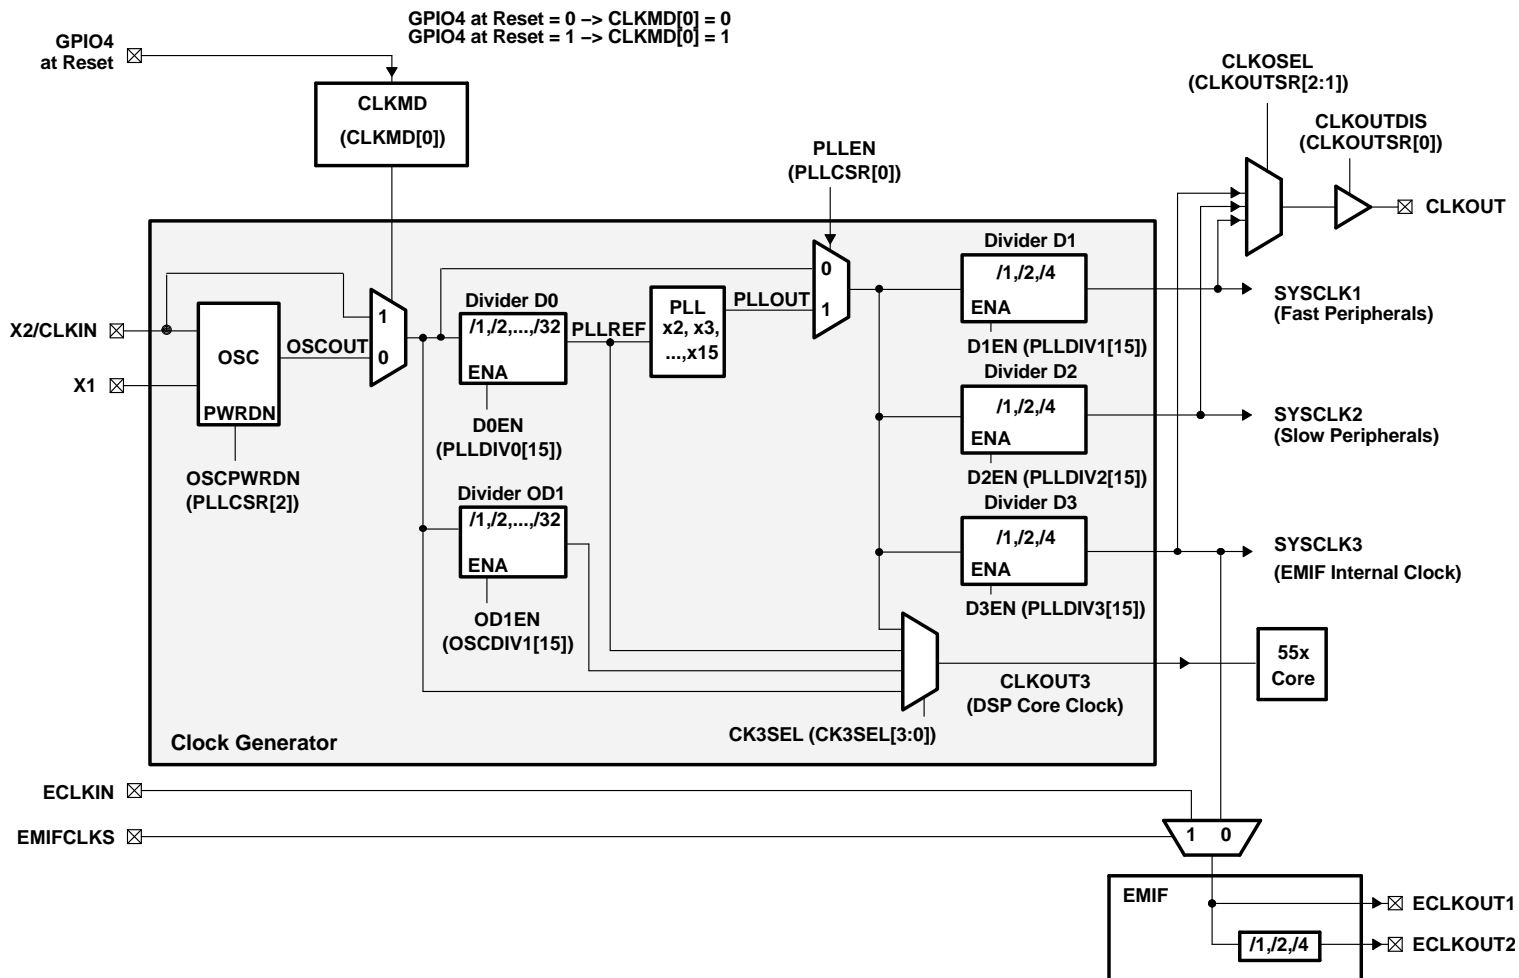 GPIO4 at Reset = 0 –> CLKMD[0] = 0
GPIO4 at Reset = 1 –> CLKMD[0] = 1
GPIO4
at Reset
CLKMD
(CLKMD[0])
CLKOSEL
(CLKOUTSR[2:1])
CLKOUTDIS
(CLKOUTSR[0])
CLKOUT
PLLEN
(PLLCSR[0])
X2/CLKIN
X1
OSC
PWRDN
OSCPWRDN
(PLLCSR[2])
OSCOUT
1
0
Divider D0
/1,/2,...,/32
ENA
D0EN
(PLLDIV0[15])
PLLREF
PLL
x2, x3,
...,x15
PLLOUT
0
1
Divider D1
/1,/2,/4
ENA
D1EN (PLLDIV1[15])
SYSCLK1
(Fast Peripherals)
Divider D2
/1,/2,/4
ENA
D2EN (PLLDIV2[15])
SYSCLK2
(Slow Peripherals)
Divider OD1
/1,/2,...,/32
ENA
OD1EN
(OSCDIV1[15])
Divider D3
/1,/2,/4
ENA
D3EN (PLLDIV3[15])
SYSCLK3
(EMIF Internal Clock)
55x
Core
CLKOUT3
(DSP Core Clock)
CK3SEL (CK3SEL[3:0])
Clock Generator
ECLKIN
EMIFCLKS
1 0
EMIF
ECLKOUT1
/1,/2,/4
ECLKOUT2